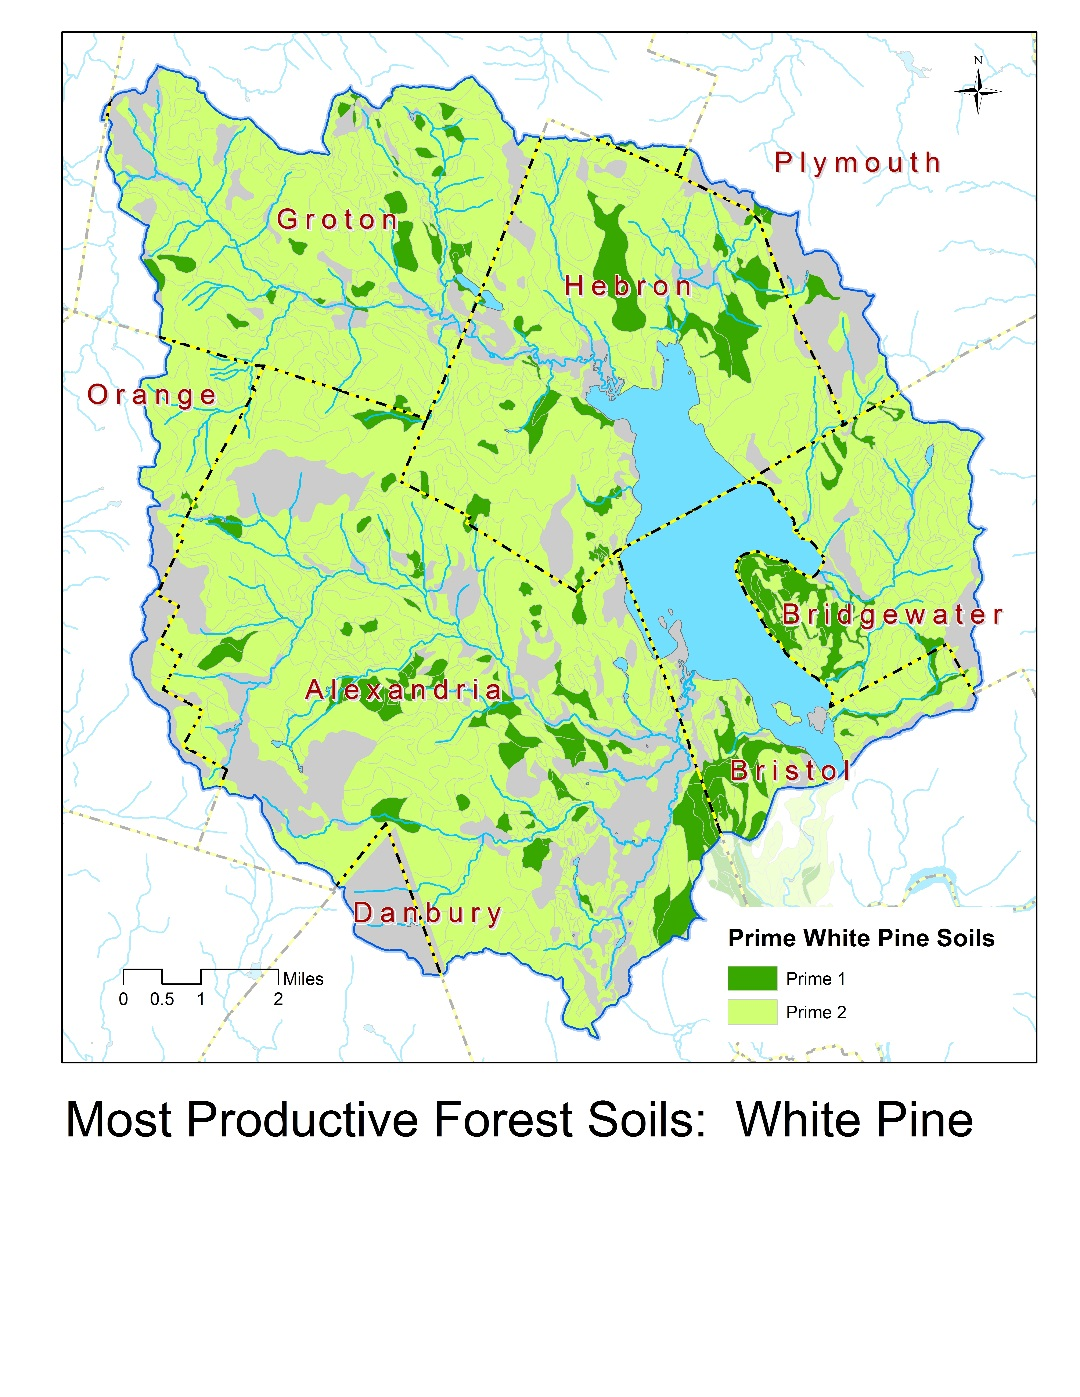 N
Plymouth
Groton
Hebron
Orange
Bridgewater
Alexandria
Bristol
Danbury
Prime White Pine Soils
Prime 1
Prime 2
Miles
0 0.5 1 2
Most Productive Forest Soils: White Pine